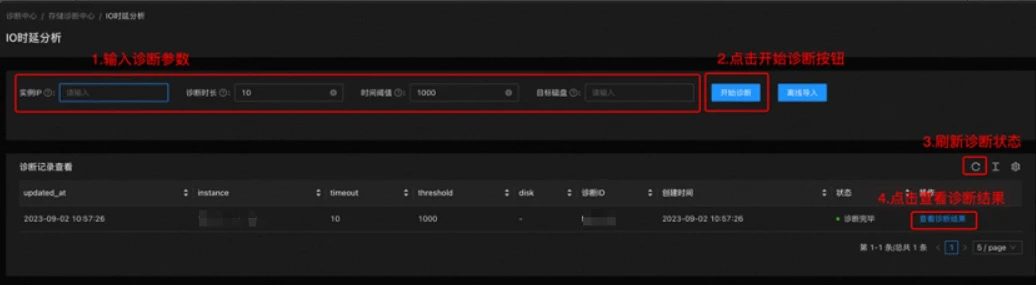 诊断中心 / 存储诊断中心 / IO时延分析
IO时延分析
1.输入诊断参数
2.点击开始诊断按钮
实例IP ?: 请输入 诊断时长 ?: 10 时间阈值 ?: 1000 目标磁盘 ?: 请输入 开始诊断 离线导入
3.刷新诊断状态
诊断记录查看
updated_at instance timeout threshold disk 诊断ID 创建时间 状态 操作
4.点击查看诊断结果
2023-09-02 10:57:26 10 1000 - 2023-09-02 10:57:26 诊断完毕 查看诊断结果
第 1-1 条/总共 1 条 < 1 > 5 / page